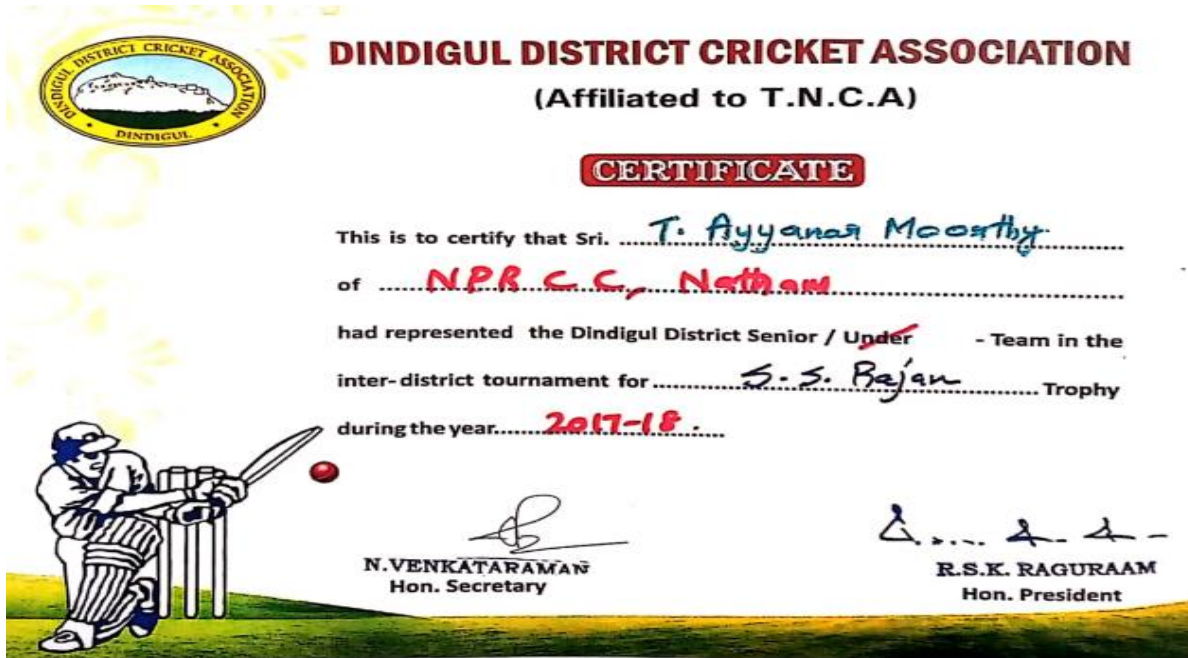 DINDIGUL DISTRICT CRICKET ASSOCIATION
DINDIGUL
DINDIGUL DISTRICT CRICKET ASSOCIATION
(Affiliated to T.N.C.A)
CERTIFICATE
This is to certify that Sri. T. Ayyanar Moorthy
of NPR C C, Natham
had represented the Dindigul District Senior / Under - Team in the
inter-district tournament for S. S. Rajan Trophy
during the year 2017-18.
N.VENKATARAMAN
Hon. Secretary
R.S.K. RAGURAAM
Hon. President